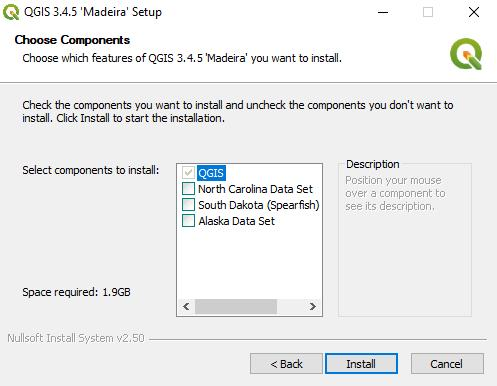 QGIS 3.4.5 'Madeira' Setup
Choose Components
Choose which features of QGIS 3.4.5 'Madeira' you want to install.
Check the components you want to install and uncheck the components you don't want to
install. Click Install to start the installation.
Select components to install:
QGIS
North Carolina Data Set
South Dakota (Spearfish)
Alaska Data Set
Description
Position your mouse
over a component to
see its description.
Space required: 1.9GB
Nullsoft Install System v2.50
< Back
Install
Cancel